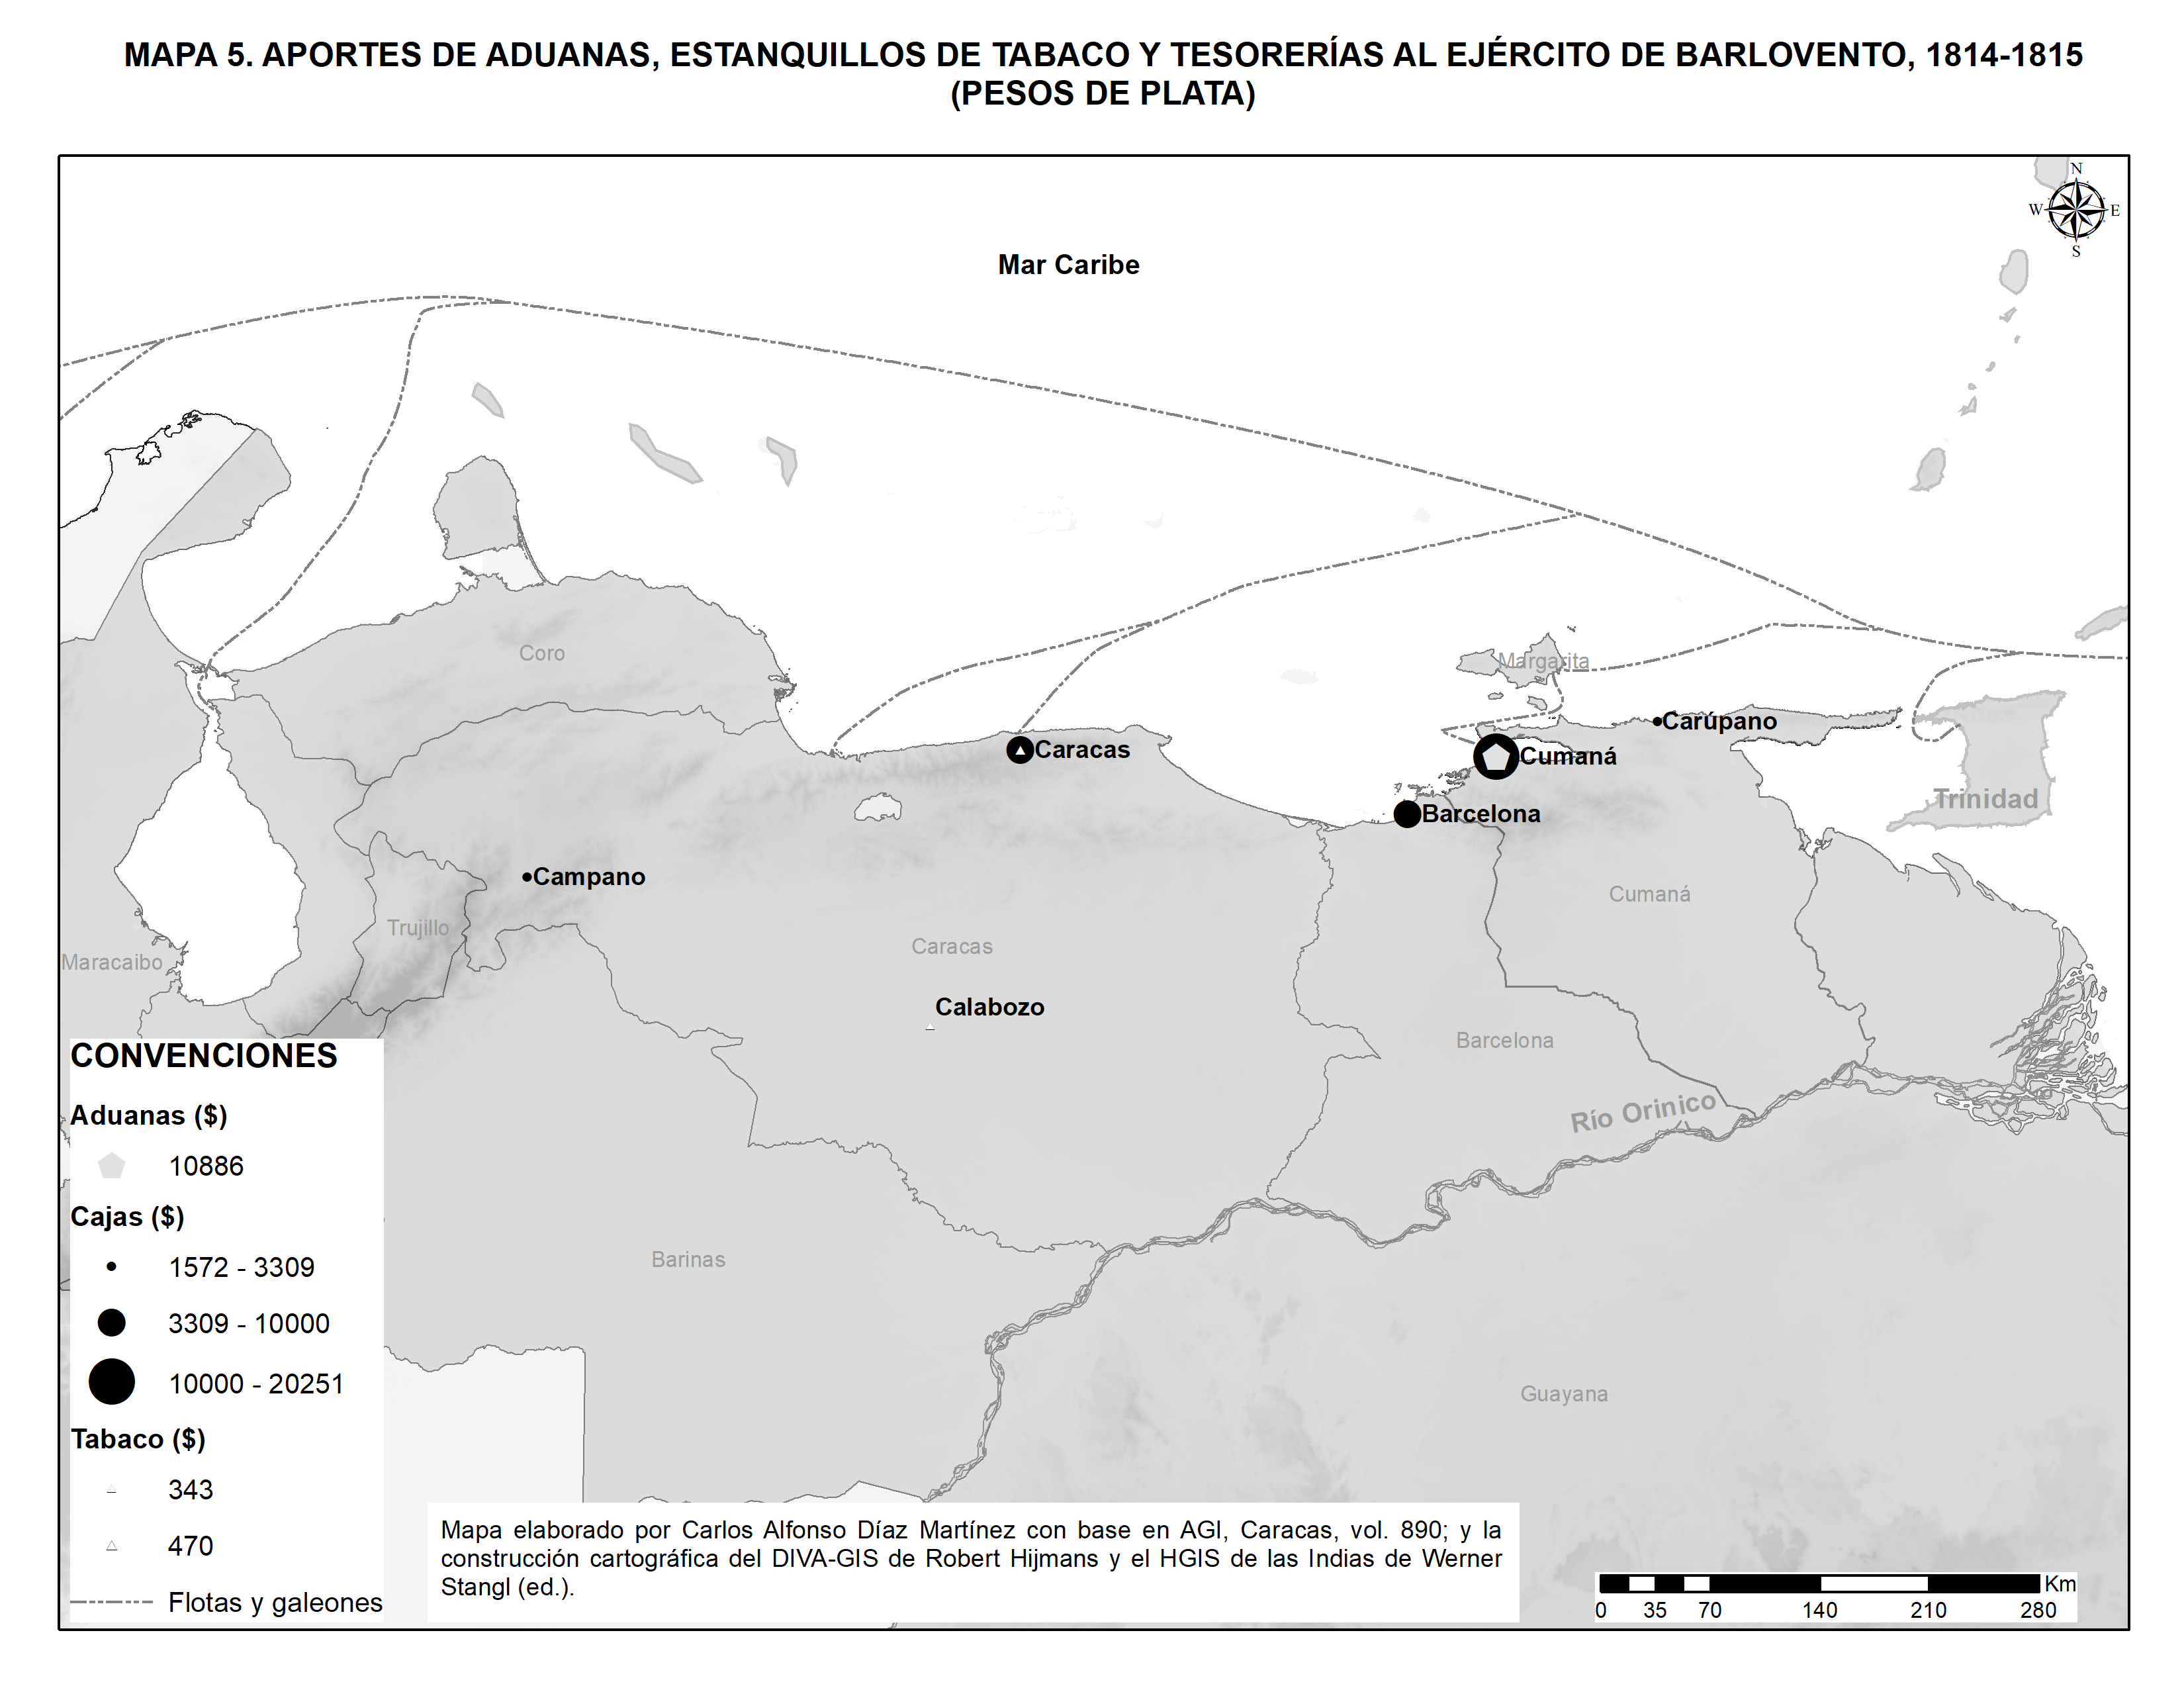 MAPA 5. APORTES DE ADUANAS, ESTANQUILLOS DE TABACO Y TESORERÍAS AL EJÉRCITO DE BARLOVENTO, 1814-1815
(PESOS DE PLATA)
N
W E
S
Mar Caribe
Coro
Margarita
Carúpano
Caracas
Cumaná
Trinidad
Barcelona
Campano
Cumaná
Trujillo
Caracas
Maracaibo
Calabozo
Barcelona
Río Orinico
Barinas
Guayana
CONVENCIONES
Aduanas ($)
10886
Cajas ($)
1572 - 3309
3309 - 10000
10000 - 20251
Tabaco ($)
343
470
Flotas y galeones
Mapa elaborado por Carlos Alfonso Díaz Martínez con base en AGI, Caracas, vol. 890; y la
construcción cartográfica del DIVA-GIS de Robert Hijmans y el HGIS de las Indias de Werner
Stangl (ed.).
Km
0 35 70 140 210 280